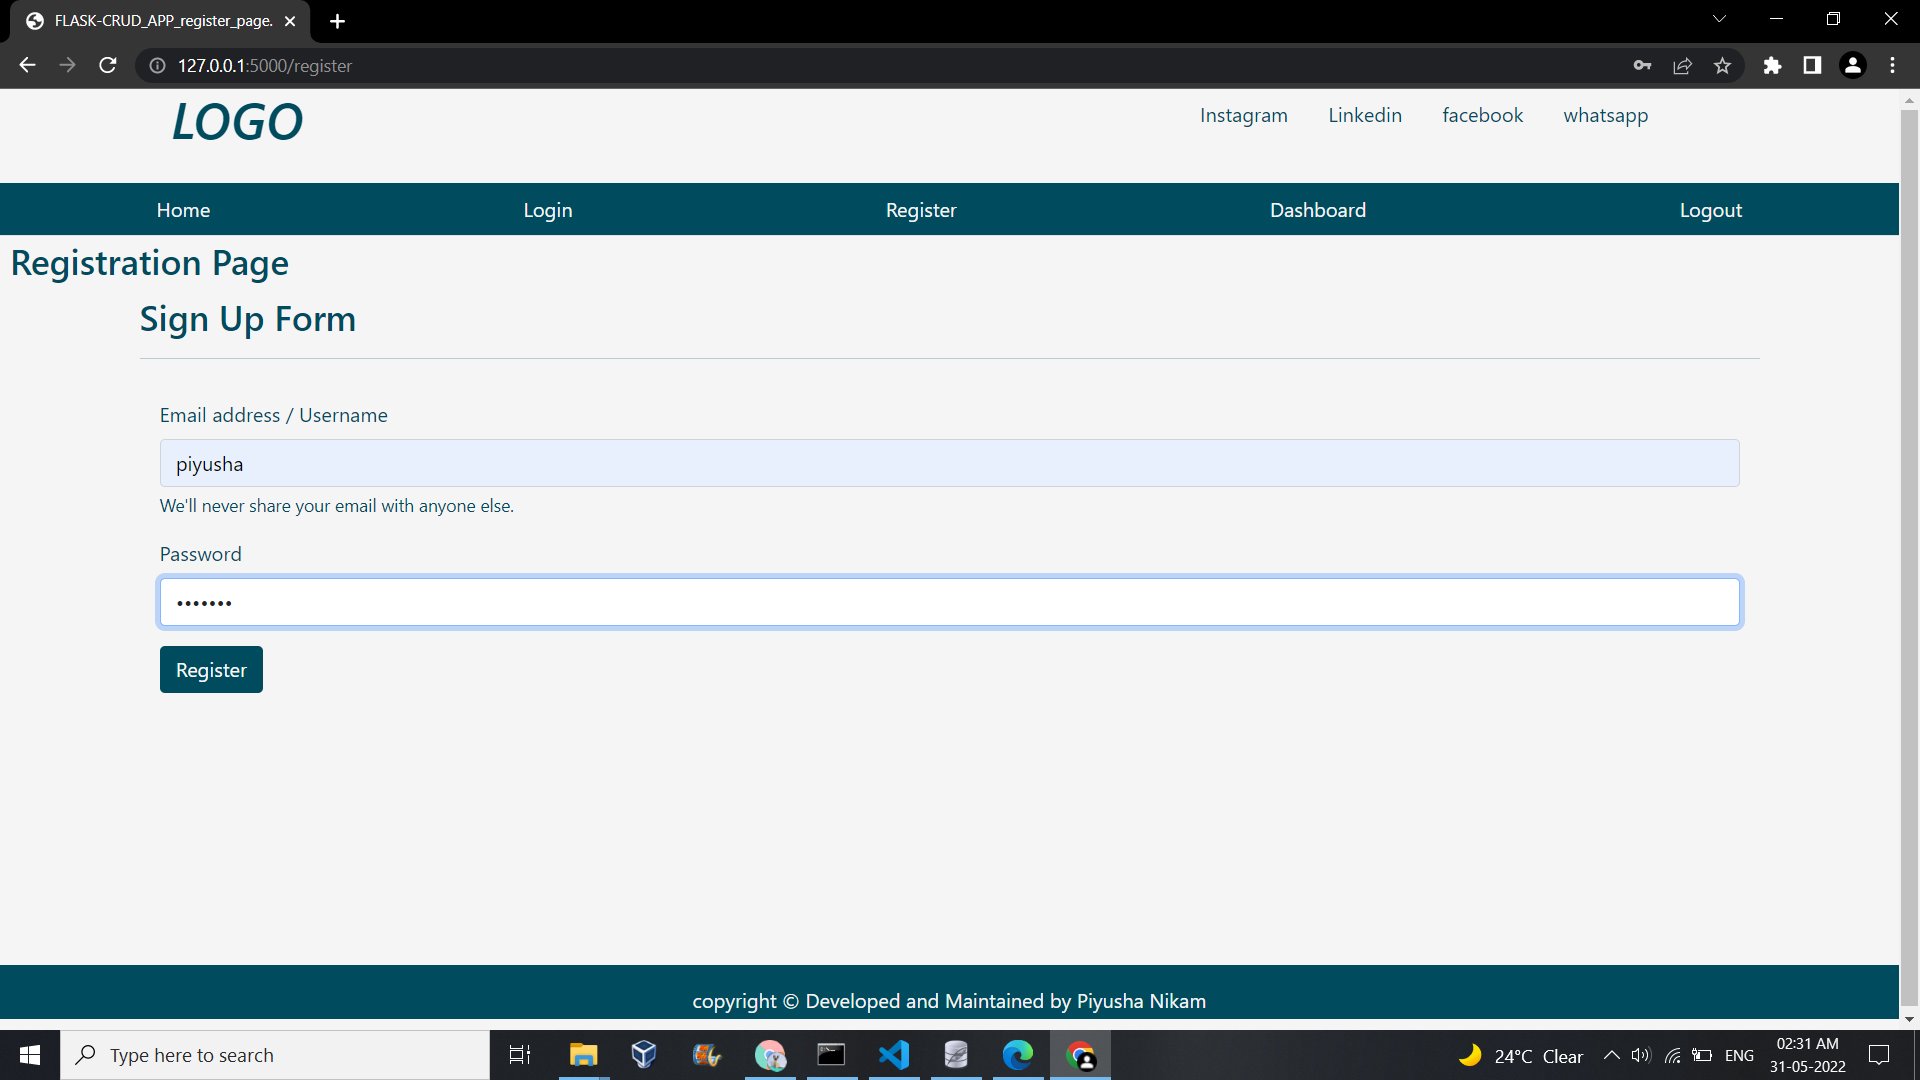 FLASK-CRUD_APP_register_page.
127.0.0.1:5000/register
LOGO
Instagram Linkedin facebook whatsapp
Home Login Register Dashboard Logout
Registration Page
Sign Up Form
Email address / Username
piyusha
We'll never share your email with anyone else.
Password
•••••••
Register
copyright © Developed and Maintained by Piyusha Nikam
Type here to search
24°C Clear
ENG
02:31 AM
31-05-2022